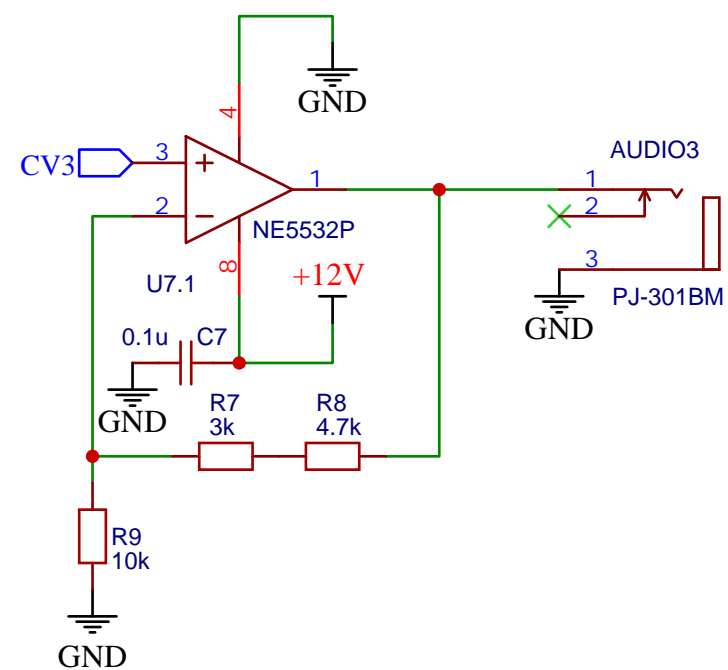 4
GND
CV3
3
2
1
NE5532P
8
U7.1
+12V
0.1u
C7
GND
R7
3k
R8
4.7k
R9
10k
GND
AUDIO3
1
2
3
PJ-301BM
GND